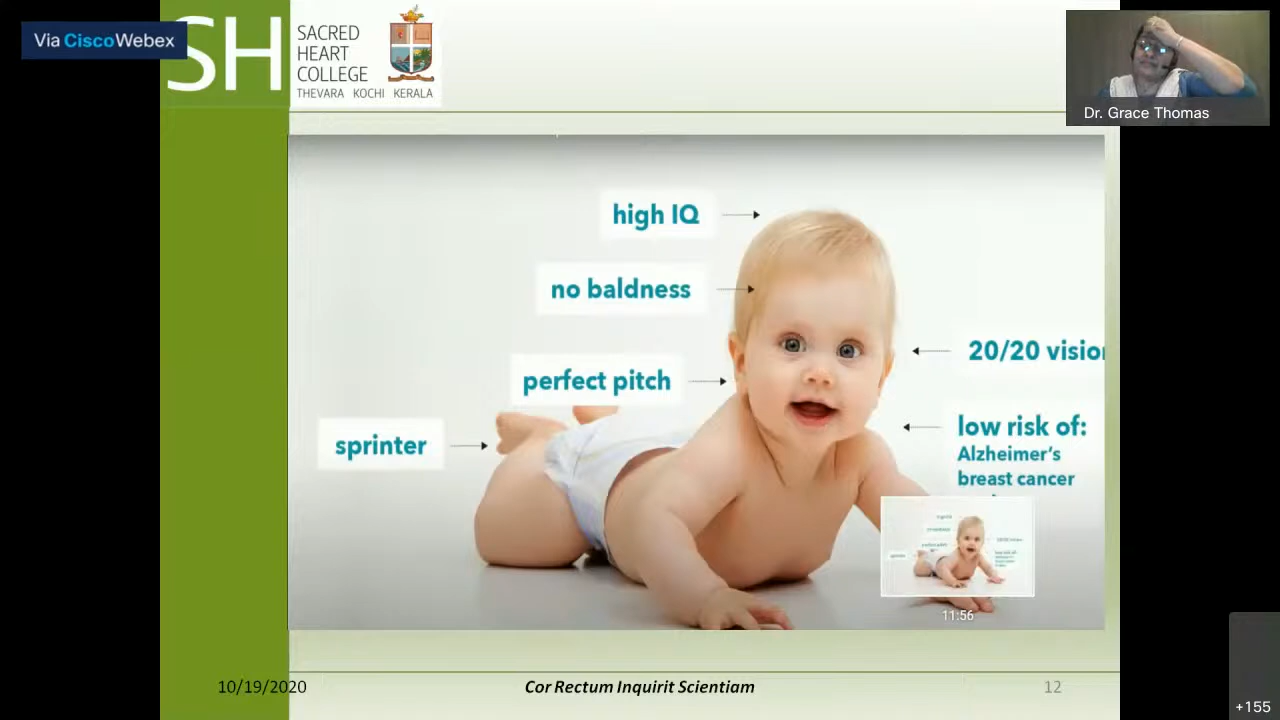 Via CiscoWebex
SH
SACRED
HEART
COLLEGE
THEVARA KOCHI KERALA
Dr. Grace Thomas
high IQ
no baldness
20/20 vision
perfect pitch
low risk of:
Alzheimer's
breast cancer
sprinter
11:56
10/19/2020
Cor Rectum Inquirit Scientiam
12
+155